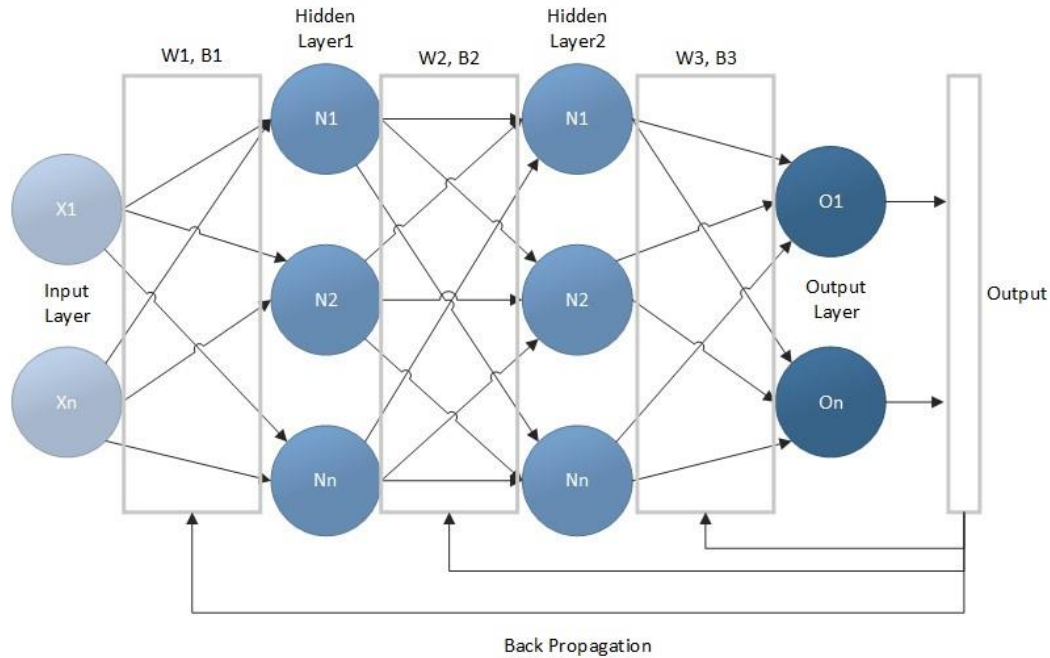 Hidden
Layer1
Hidden
Layer2
W1, B1
W2, B2
W3, B3
N1
N1
X1
O1
Input
Layer
N2
N2
Output
Layer
Output
Xn
On
Nn
Nn
Back Propagation